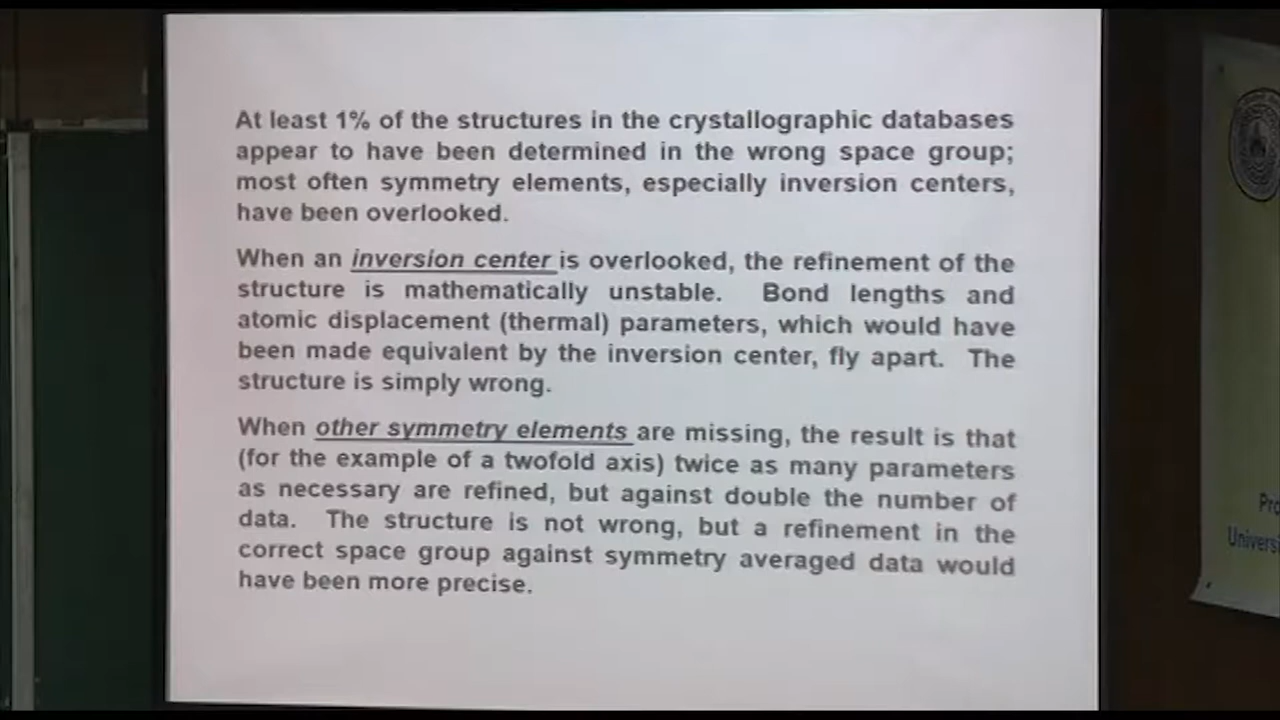 At least 1% of the structures in the crystallographic databases
appear to have been determined in the wrong space group;
most often symmetry elements, especially inversion centers,
have been overlooked.
When an inversion center is overlooked, the refinement of the
structure is mathematically unstable. Bond lengths and
atomic displacement (thermal) parameters, which would have
been made equivalent by the inversion center, fly apart. The
structure is simply wrong.
When other symmetry elements are missing, the result is that
(for the example of a twofold axis) twice as many parameters
as necessary are refined, but against double the number of
data. The structure is not wrong, but a refinement in the
correct space group against symmetry averaged data would
have been more precise.